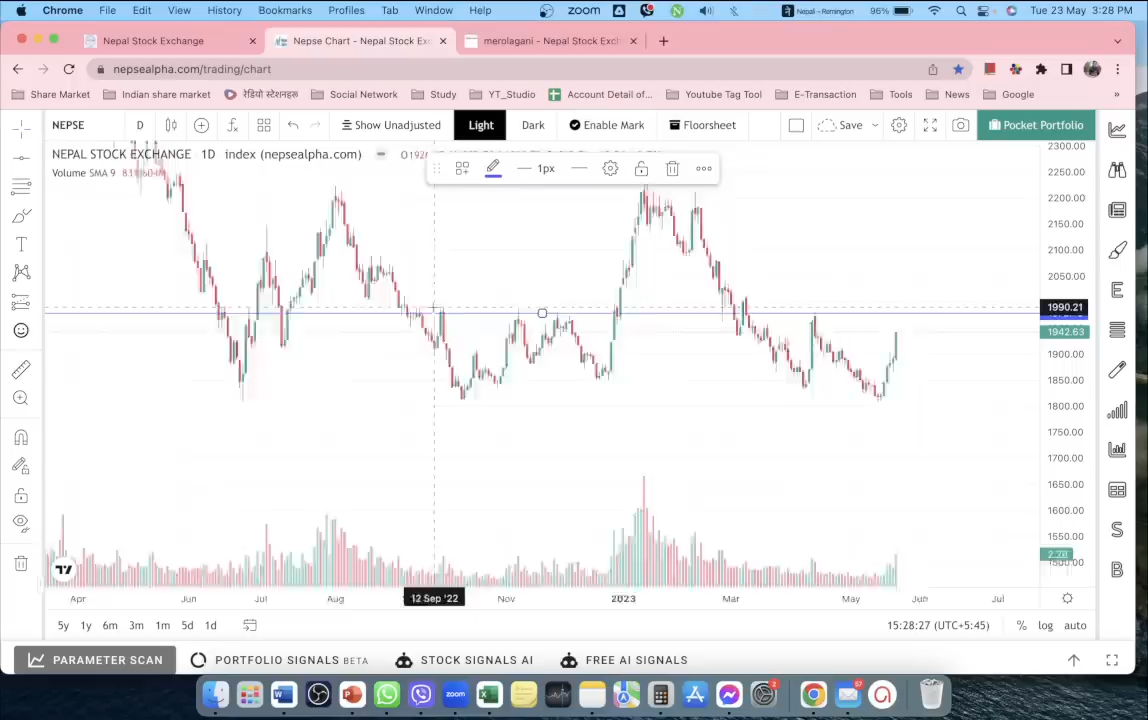 Chrome File Edit View History Bookmarks Profiles Tab Window Help zoom Nepali - Remington 96% Tue 23 May 3:28 PM
Nepal Stock Exchange Nepse Chart - Nepal Stock Ex merolagani - Nepal Stock Exch
nepsealpha.com/trading/chart
Share Market Indian share market रेडियो स्टेशनहरू Social Network Study YT_Studio Account Detail of... Youtube Tag Tool E-Transaction Tools News Google »
NEPSE D Show Unadjusted Light Dark Enable Mark Floorsheet Save Pocket Portfolio
NEPAL STOCK EXCHANGE 1D index (nepsealpha.com)
Volume SMA 9
1px
2300.00
2250.00
2200.00
2150.00
2100.00
2050.00
1990.21
1942.63
1900.00
1850.00
1800.00
1750.00
1700.00
1650.00
1600.00
1550.00
1500.00
E
S
B
T
Apr Jun Jul Aug 12 Sep '22 Nov 2023 Mar May Jun Jul
5y 1y 6m 3m 1m 5d 1d 15:28:27 (UTC+5:45) % log auto
PARAMETER SCAN PORTFOLIO SIGNALS BETA STOCK SIGNALS AI FREE AI SIGNALS
zoom 2